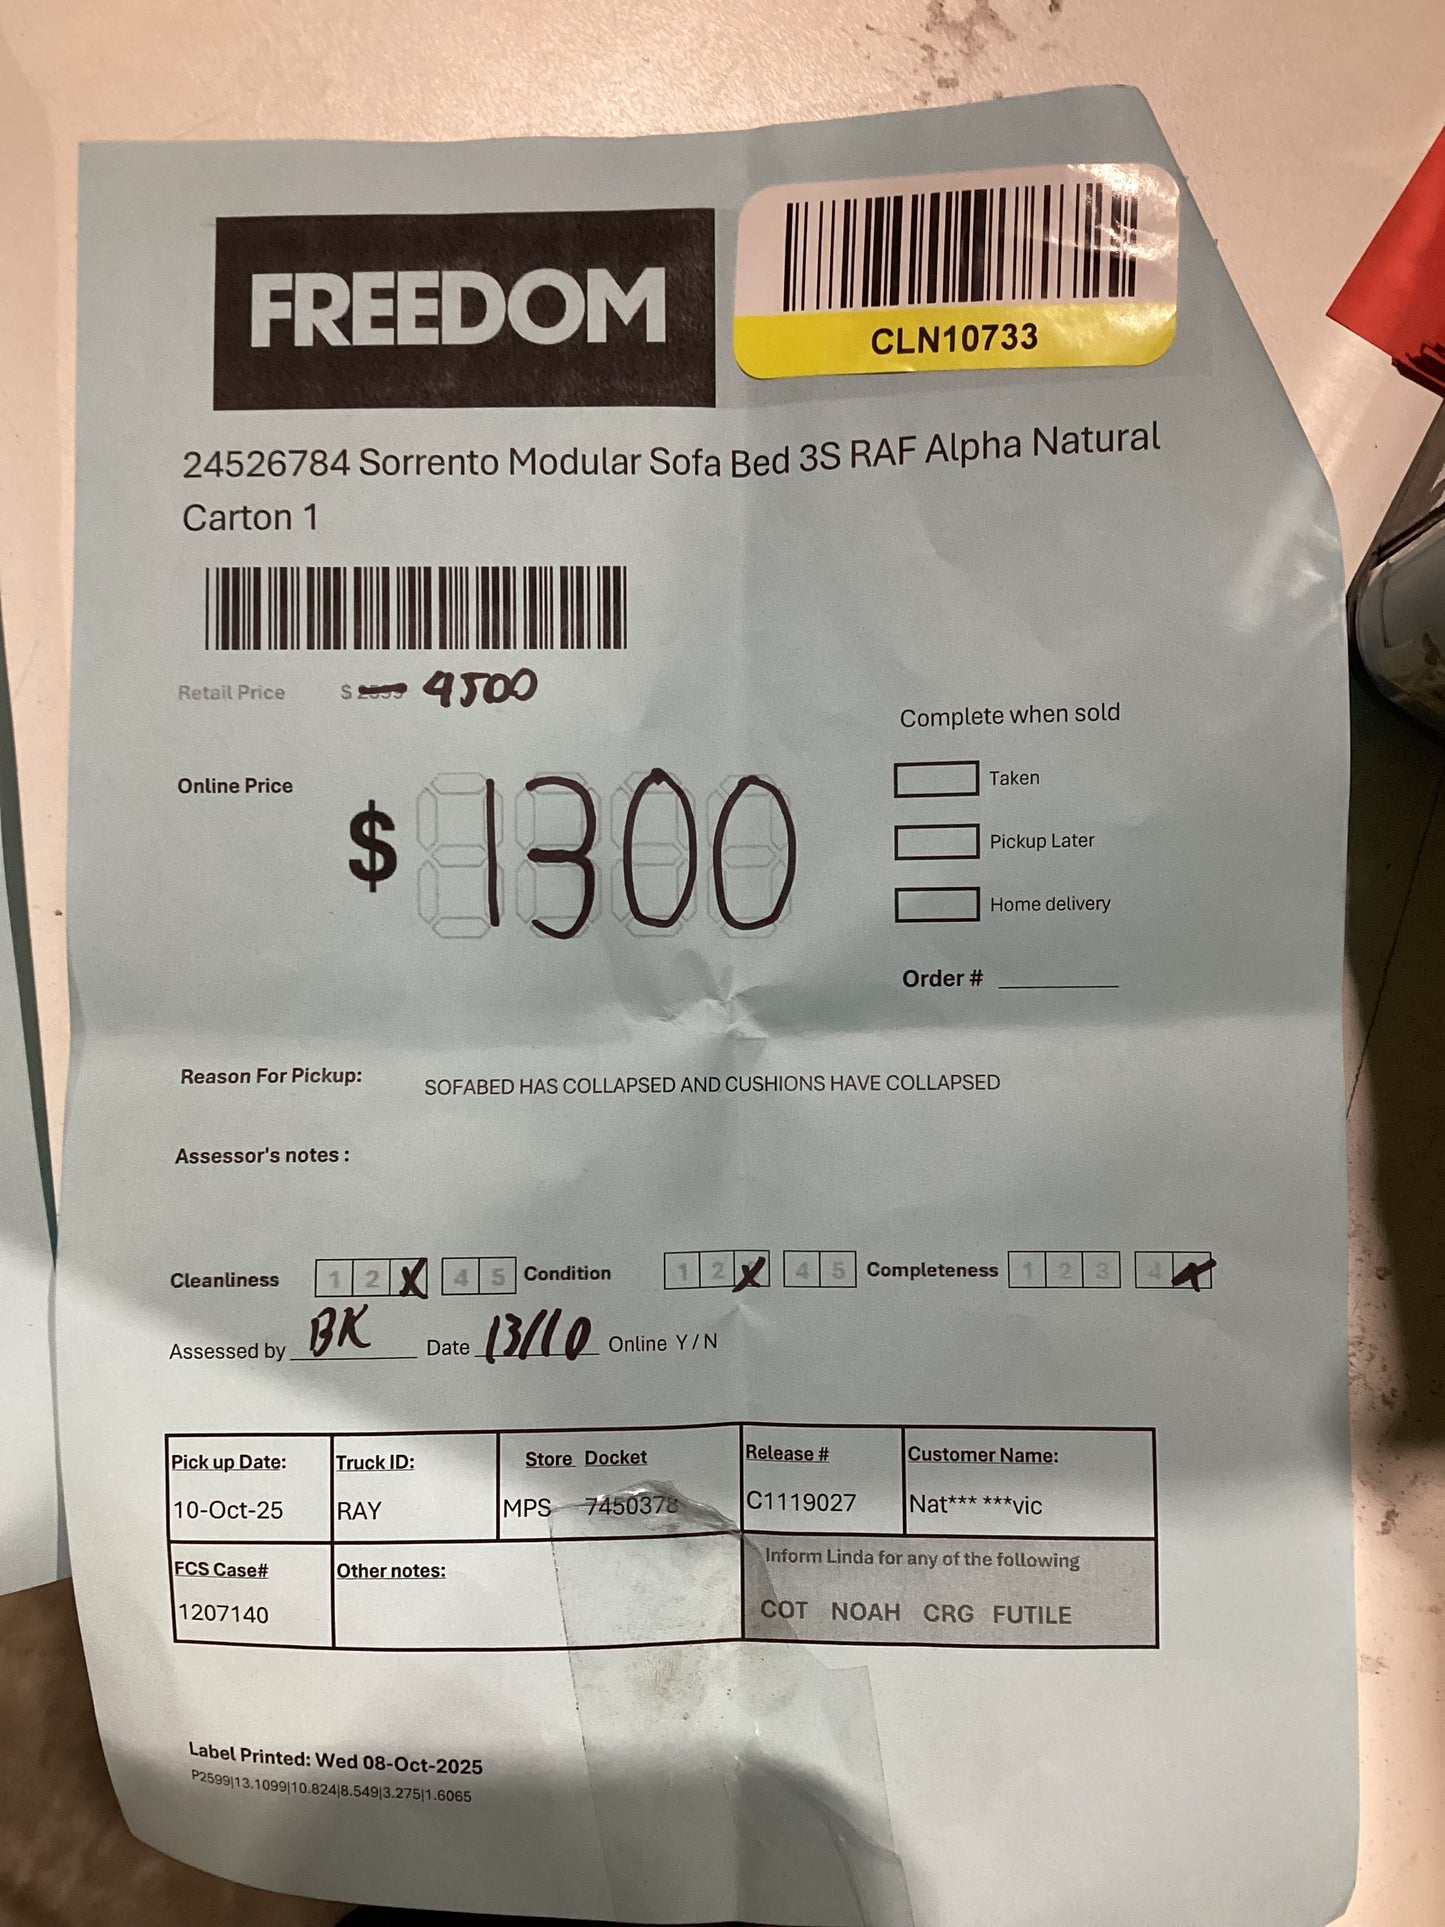 FREEDOM
CLN10733
24526784 Sorrento Modular Sofa Bed 3S RAF Alpha Natural
Carton 1
Retail Price $ 2599 4500
Complete when sold
Online Price $ 1300
Taken
Pickup Later
Home delivery
Order #
Reason For Pickup: SOFABED HAS COLLAPSED AND CUSHIONS HAVE COLLAPSED
Assessor's notes :
Cleanliness 1 2 X 4 5 Condition 1 2 X 4 5 Completeness 1 2 3 4 X
Assessed by BK Date 13/10 Online Y / N
Pick up Date: Truck ID: Store Docket Release # Customer Name:
10-Oct-25 RAY MPS 7450378 C1119027 Nat*** ***vic
FCS Case# Other notes: Inform Linda for any of the following
1207140 COT NOAH CRG FUTILE
Label Printed: Wed 08-Oct-2025
P2599|13.1099|10.824|8.549|3.275|1.6065